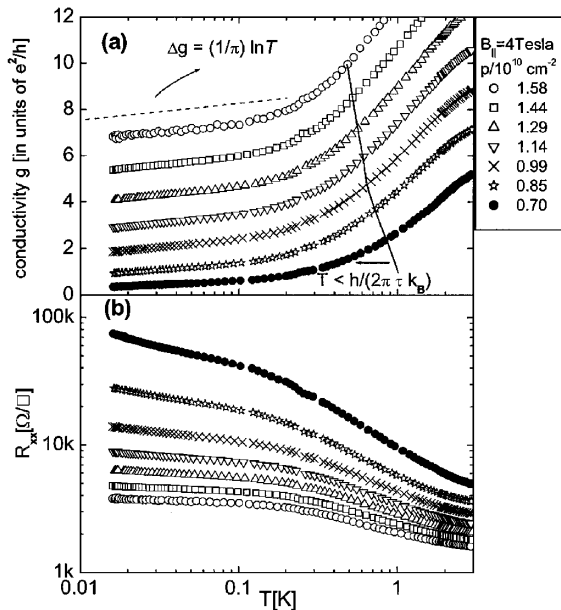 12
10
8
6
4
2
0
conductivity g [in units of e²/h]
(a)
Δg = (1/π) lnT
T < h/(2π τ k_B)
B_||=4Tesla
p/10¹⁰ cm⁻²
1.58
1.44
1.29
1.14
0.99
0.85
0.70
(b)
100k
10k
1k
R_xx[Ω/□]
0.01
0.1
1
T[K]